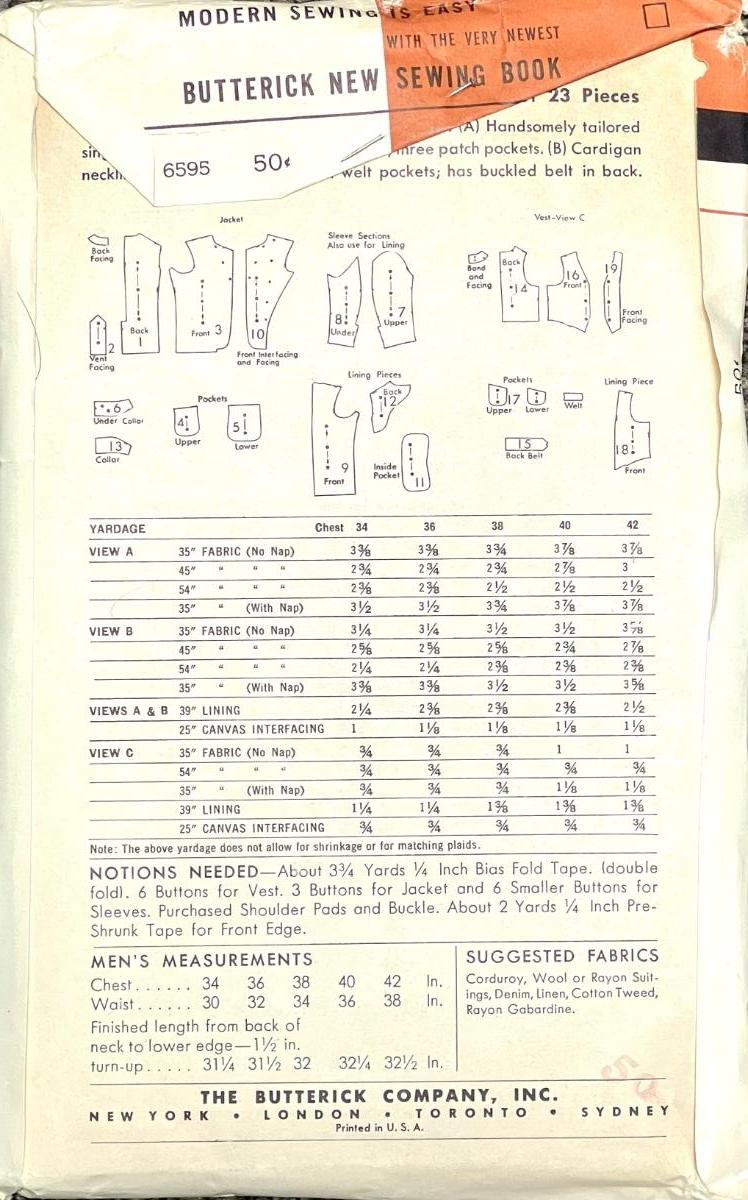 MODERN SEWING IS EASY
WITH THE VERY NEWEST
BUTTERICK NEW SEWING BOOK
23 Pieces
(A) Handsomely tailored
three patch pockets. (B) Cardigan
welt pockets; has buckled belt in back.
6595 50¢
Jacket
Vest-View C
Sleeve Sections
Also use for Lining
Back
Facing
Back
1
Front 3
10
Front Interfacing
and Facing
2
Vent
Facing
8
Under
7
Upper
Band
and
Facing
Back
14
16
Front
19
Front
Facing
6
Under Collar
13
Collar
Pockets
4
Upper
5
Lower
Lining Pieces
9
Front
Back
12
Inside
Pocket
11
Pockets
17
Upper Lower Welt
15
Back Belt
Lining Piece
18
Front
YARDAGE Chest 34 36 38 40 42
VIEW A 35" FABRIC (No Nap) 3⅜ 3⅜ 3¾ 3⅞ 3⅞
45" " " " 2¾ 2¾ 2¾ 2⅞ 3
54" " " " 2⅜ 2⅜ 2½ 2½ 2½
35" " (With Nap) 3½ 3½ 3¾ 3⅞ 3⅞
VIEW B 35" FABRIC (No Nap) 3¼ 3¼ 3½ 3½
45" " " " 2⅝ 2⅝ 2⅝ 2¾ 2⅞
54" " " " 2¼ 2¼ 2⅜ 2⅜ 2⅜
35" " (With Nap) 3⅜ 3⅜ 3½ 3½ 3⅝
VIEWS A & B 39" LINING 2¼ 2⅜ 2⅜ 2⅜ 2½
25" CANVAS INTERFACING 1 1⅛ 1⅛ 1⅛ 1⅛
VIEW C 35" FABRIC (No Nap) ¾ ¾ ¾ 1 1
54" " " " ¾ ¾ ¾ ¾ ¾
35" " (With Nap) ¾ ¾ ¾ 1⅛ 1⅛
39" LINING 1¼ 1¼ 1⅜ 1⅜ 1⅜
25" CANVAS INTERFACING ¾ ¾ ¾ ¾ ¾
Note: The above yardage does not allow for shrinkage or for matching plaids.
NOTIONS NEEDED—About 3¾ Yards ¼ Inch Bias Fold Tape. (double
fold). 6 Buttons for Vest. 3 Buttons for Jacket and 6 Smaller Buttons for
Sleeves. Purchased Shoulder Pads and Buckle. About 2 Yards ¼ Inch Pre-
Shrunk Tape for Front Edge.
MEN'S MEASUREMENTS
Chest...... 34 36 38 40 42 In.
Waist...... 30 32 34 36 38 In.
Finished length from back of
neck to lower edge—1½ in.
turn-up..... 31¼ 31½ 32 32¼ 32½ In.
SUGGESTED FABRICS
Corduroy, Wool or Rayon Suit-
ings, Denim, Linen, Cotton Tweed,
Rayon Gabardine.
50
THE BUTTERICK COMPANY, INC.
NEW YORK • LONDON • TORONTO • SYDNEY
Printed in U. S. A.